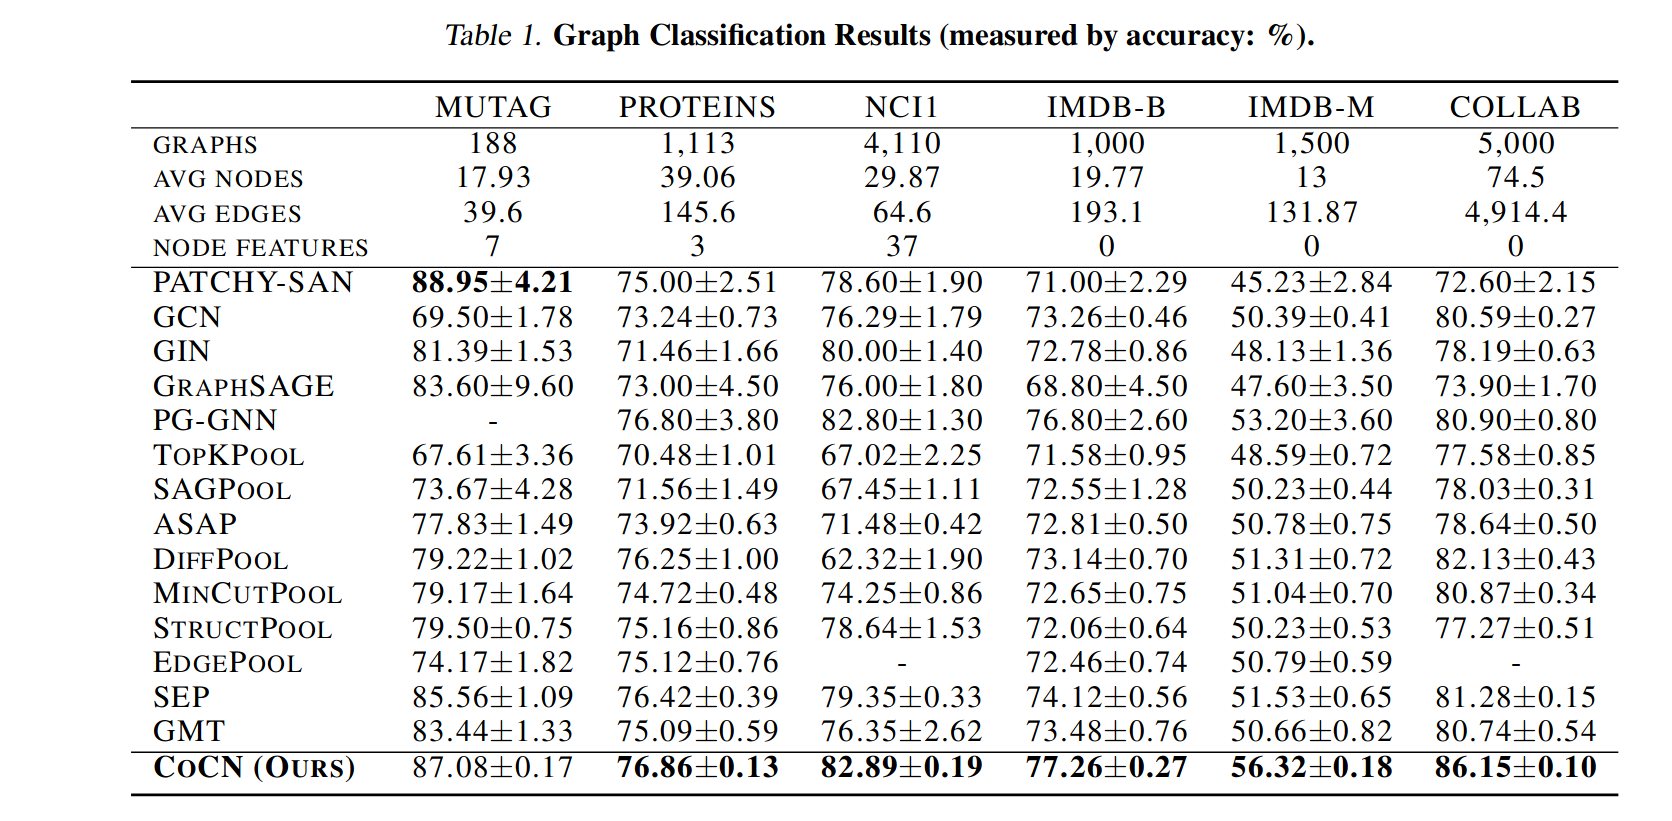 Table 1. Graph Classification Results (measured by accuracy: %).
MUTAG PROTEINS NCI1 IMDB-B IMDB-M COLLAB
GRAPHS 188 1,113 4,110 1,000 1,500 5,000
AVG NODES 17.93 39.06 29.87 19.77 13 74.5
AVG EDGES 39.6 145.6 64.6 193.1 131.87 4,914.4
NODE FEATURES 7 3 37 0 0 0
PATCHY-SAN 88.95±4.21 75.00±2.51 78.60±1.90 71.00±2.29 45.23±2.84 72.60±2.15
GCN 69.50±1.78 73.24±0.73 76.29±1.79 73.26±0.46 50.39±0.41 80.59±0.27
GIN 81.39±1.53 71.46±1.66 80.00±1.40 72.78±0.86 48.13±1.36 78.19±0.63
GRAPHSAGE 83.60±9.60 73.00±4.50 76.00±1.80 68.80±4.50 47.60±3.50 73.90±1.70
PG-GNN - 76.80±3.80 82.80±1.30 76.80±2.60 53.20±3.60 80.90±0.80
TOPKPOOL 67.61±3.36 70.48±1.01 67.02±2.25 71.58±0.95 48.59±0.72 77.58±0.85
SAGPOOL 73.67±4.28 71.56±1.49 67.45±1.11 72.55±1.28 50.23±0.44 78.03±0.31
ASAP 77.83±1.49 73.92±0.63 71.48±0.42 72.81±0.50 50.78±0.75 78.64±0.50
DIFFPOOL 79.22±1.02 76.25±1.00 62.32±1.90 73.14±0.70 51.31±0.72 82.13±0.43
MINCUTPOOL 79.17±1.64 74.72±0.48 74.25±0.86 72.65±0.75 51.04±0.70 80.87±0.34
STRUCTPOOL 79.50±0.75 75.16±0.86 78.64±1.53 72.06±0.64 50.23±0.53 77.27±0.51
EDGEPOOL 74.17±1.82 75.12±0.76 - 72.46±0.74 50.79±0.59 -
SEP 85.56±1.09 76.42±0.39 79.35±0.33 74.12±0.56 51.53±0.65 81.28±0.15
GMT 83.44±1.33 75.09±0.59 76.35±2.62 73.48±0.76 50.66±0.82 80.74±0.54
COCN (OURS) 87.08±0.17 76.86±0.13 82.89±0.19 77.26±0.27 56.32±0.18 86.15±0.10